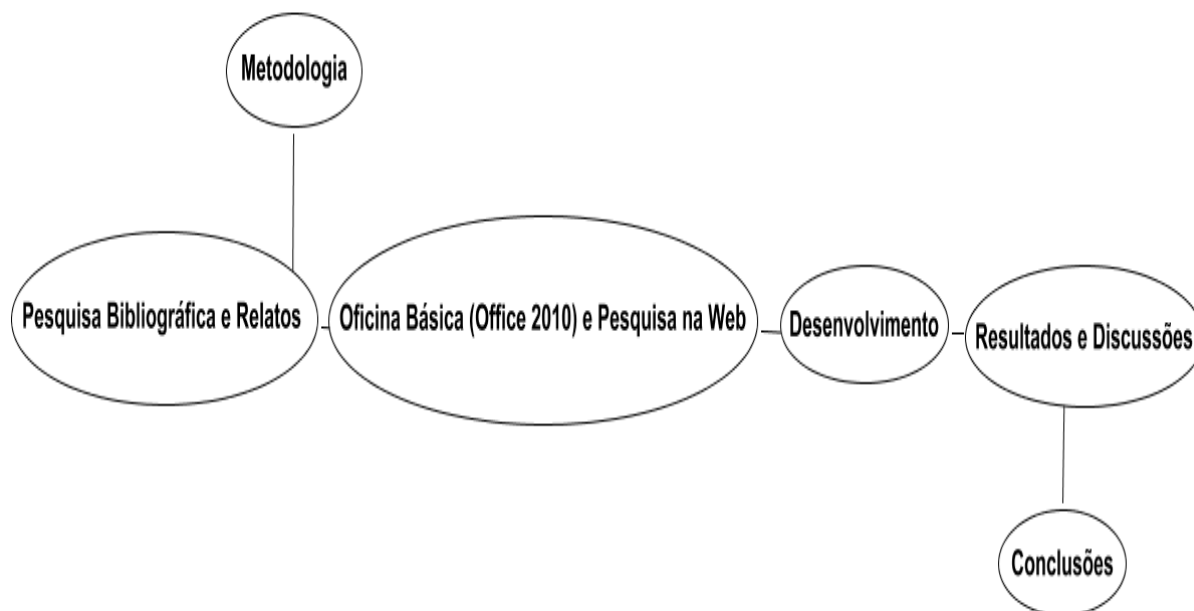 Metodologia
Pesquisa Bibliográfica e Relatos
Oficina Básica (Office 2010) e Pesquisa na Web
Desenvolvimento
Resultados e Discussões
Conclusões